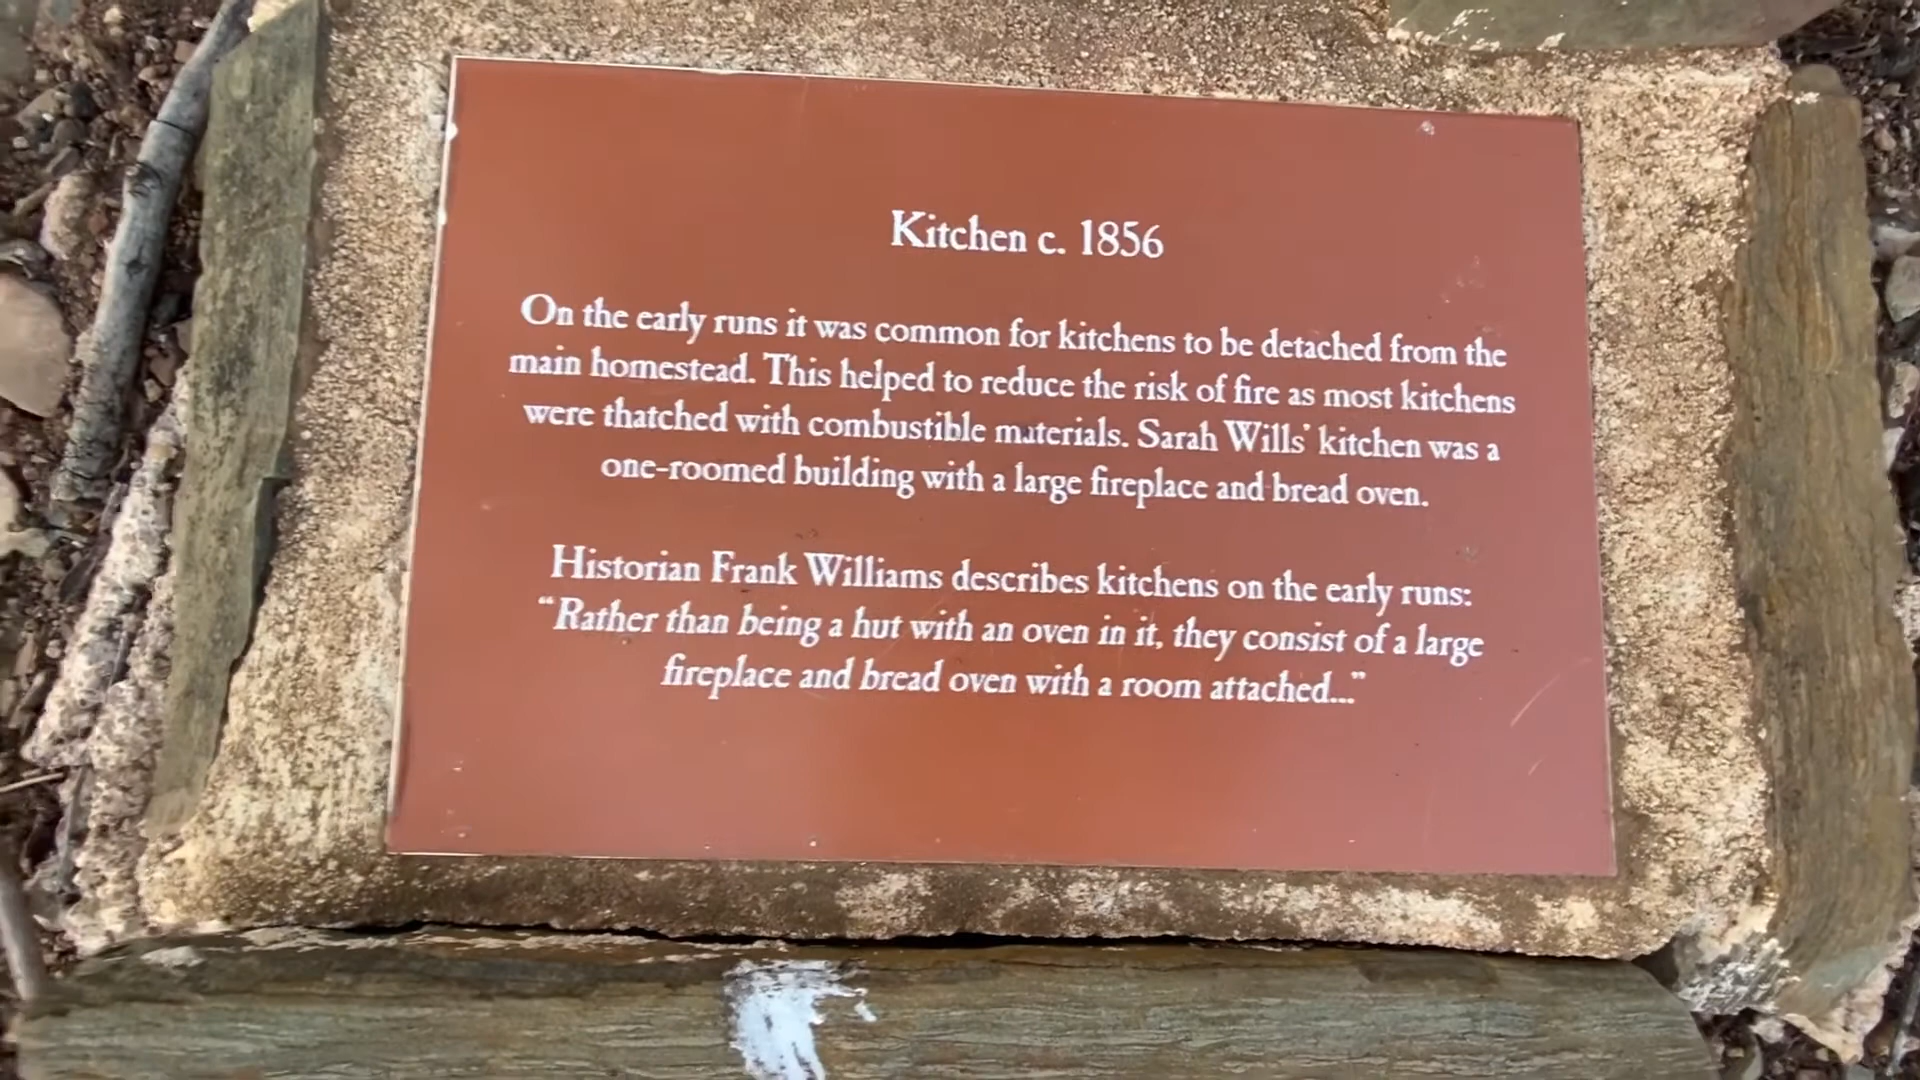 Kitchen c. 1856
On the early runs it was common for kitchens to be detached from the
main homestead. This helped to reduce the risk of fire as most kitchens
were thatched with combustible materials. Sarah Wills' kitchen was a
one-roomed building with a large fireplace and bread oven.
Historian Frank Williams describes kitchens on the early runs:
“Rather than being a hut with an oven in it, they consist of a large
fireplace and bread oven with a room attached...”